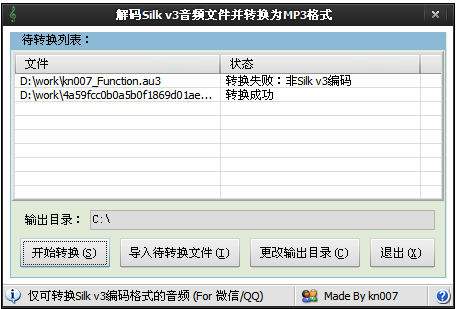 解码Silk v3音频文件并转换为MP3格式
待转换列表：
文件 状态
D:\work\kn007_Function.au3 转换失败：非Silk v3编码
D:\work\4a59fcc0b0a5b0f1869d01ae... 转换成功
输出目录： C:\
开始转换(S) 导入待转换文件(I) 更改输出目录(C) 退出(X)
仅可转换Silk v3编码格式的音频 (For 微信/QQ) Made By kn007